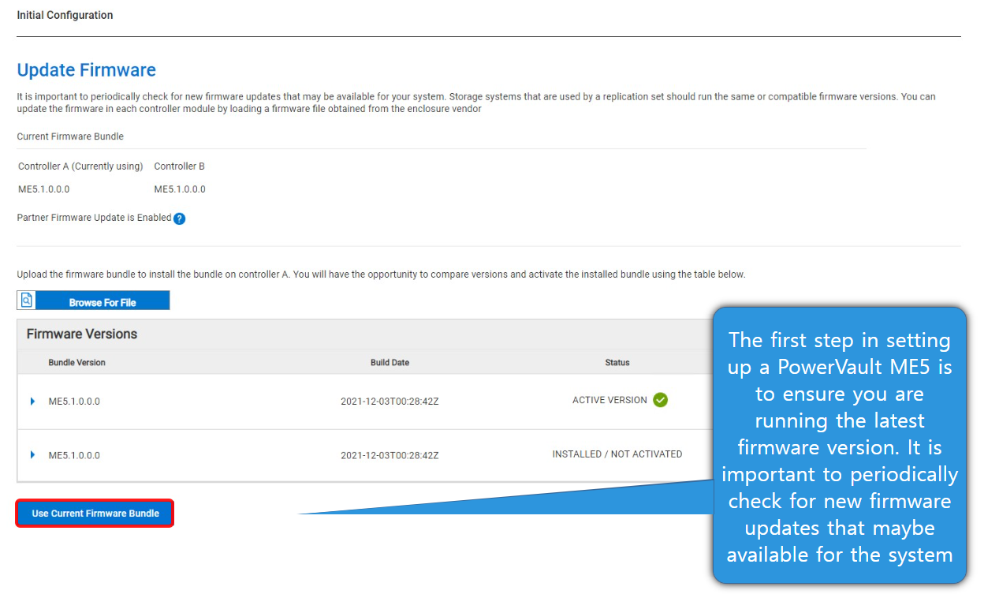 Initial Configuration
Update Firmware
It is important to periodically check for new firmware updates that may be available for your system. Storage systems that are used by a replication set should run the same or compatible firmware versions. You can
update the firmware in each controller module by loading a firmware file obtained from the enclosure vendor
Current Firmware Bundle
Controller A (Currently using) Controller B
ME5.1.0.0.0 ME5.1.0.0.0
Partner Firmware Update is Enabled ?
Upload the firmware bundle to install the bundle on controller A. You will have the opportunity to compare versions and activate the installed bundle using the table below.
Browse For File
Firmware Versions
Bundle Version Build Date Status
ME5.1.0.0.0 2021-12-03T00:28:42Z ACTIVE VERSION
ME5.1.0.0.0 2021-12-03T00:28:42Z INSTALLED / NOT ACTIVATED
Use Current Firmware Bundle
The first step in setting
up a PowerVault ME5 is
to ensure you are
running the latest
firmware version. It is
important to periodically
check for new firmware
updates that maybe
available for the system